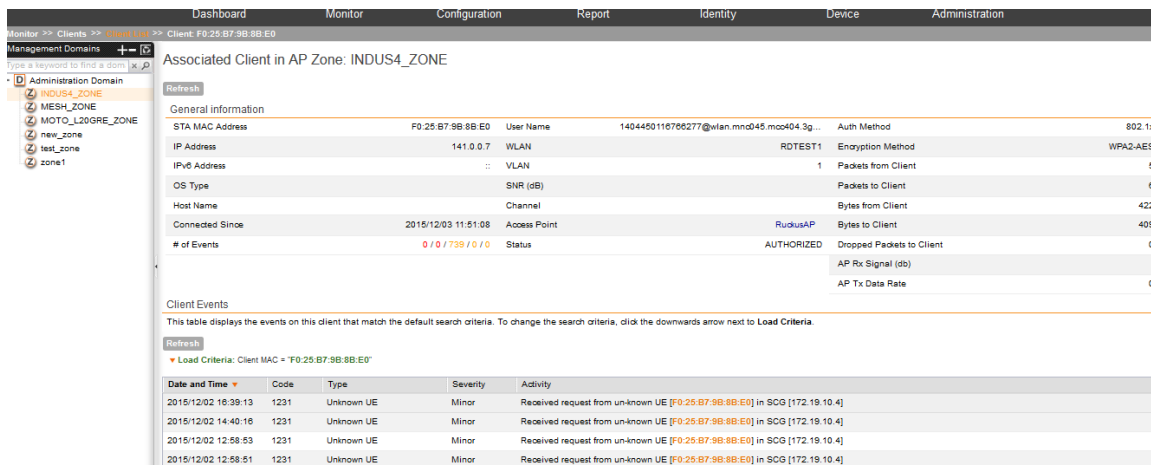 Dashboard Monitor Configuration Report Identity Device Administration
Monitor >> Clients >> Client List >> Client: F0:25:B7:9B:8B:E0
Management Domains
Type a keyword to find a dom
D Administration Domain
Z INDUS4_ZONE
Z MESH_ZONE
Z MOTO_L20GRE_ZONE
Z new_zone
Z test_zone
Z zone1
Associated Client in AP Zone: INDUS4_ZONE
Refresh
General information
STA MAC Address F0:25:B7:9B:8B:E0 User Name 1404450116766277@wlan.mnc045.mcc404.3g... Auth Method 802.1
IP Address 141.0.0.7 WLAN RDTEST1 Encryption Method WPA2-AES
IPv6 Address :: VLAN 1 Packets from Client
OS Type SNR (dB) Packets to Client
Host Name Channel Bytes from Client 422
Connected Since 2015/12/03 11:51:08 Access Point RuckusAP Bytes to Client 409
# of Events 0 / 0 / 739 / 0 / 0 Status AUTHORIZED Dropped Packets to Client
AP Rx Signal (db)
AP Tx Data Rate
Client Events
This table displays the events on this client that match the default search criteria. To change the search criteria, click the downwards arrow next to Load Criteria.
Refresh
Load Criteria: Client MAC = "F0:25:B7:9B:8B:E0"
Date and Time Code Type Severity Activity
2015/12/02 16:39:13 1231 Unknown UE Minor Received request from un-known UE [F0:25:B7:9B:8B:E0] in SCG [172.19.10.4]
2015/12/02 14:40:16 1231 Unknown UE Minor Received request from un-known UE [F0:25:B7:9B:8B:E0] in SCG [172.19.10.4]
2015/12/02 12:58:53 1231 Unknown UE Minor Received request from un-known UE [F0:25:B7:9B:8B:E0] in SCG [172.19.10.4]
2015/12/02 12:58:51 1231 Unknown UE Minor Received request from un-known UE [F0:25:B7:9B:8B:E0] in SCG [172.19.10.4]